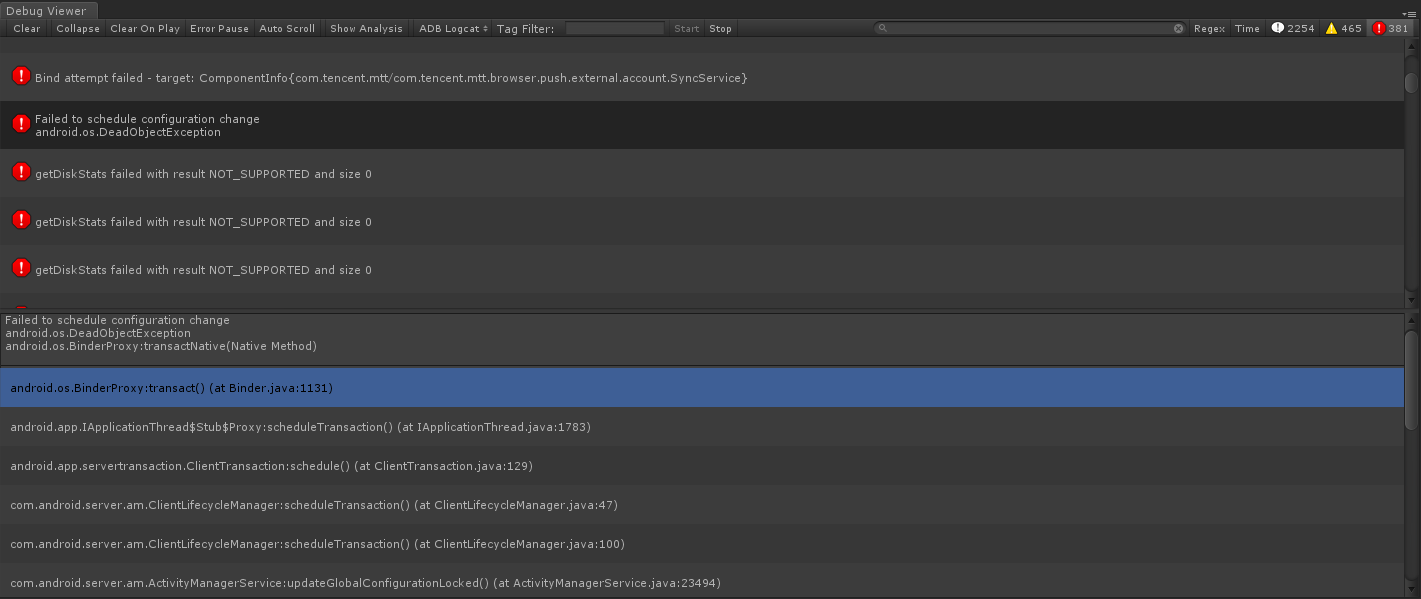 Debug Viewer
Clear Collapse Clear On Play Error Pause Auto Scroll Show Analysis ADB Logcat Tag Filter: Start Stop Regex Time 2254 465 381
Bind attempt failed - target: ComponentInfo{com.tencent.mtt/com.tencent.mtt.browser.push.external.account.SyncService}
Failed to schedule configuration change
android.os.DeadObjectException
getDiskStats failed with result NOT_SUPPORTED and size 0
getDiskStats failed with result NOT_SUPPORTED and size 0
getDiskStats failed with result NOT_SUPPORTED and size 0
Failed to schedule configuration change
android.os.DeadObjectException
android.os.BinderProxy:transactNative(Native Method)
android.os.BinderProxy:transact() (at Binder.java:1131)
android.app.IApplicationThread$Stub$Proxy:scheduleTransaction() (at IApplicationThread.java:1783)
android.app.servertransaction.ClientTransaction:schedule() (at ClientTransaction.java:129)
com.android.server.am.ClientLifecycleManager:scheduleTransaction() (at ClientLifecycleManager.java:47)
com.android.server.am.ClientLifecycleManager:scheduleTransaction() (at ClientLifecycleManager.java:100)
com.android.server.am.ActivityManagerService:updateGlobalConfigurationLocked() (at ActivityManagerService.java:23494)